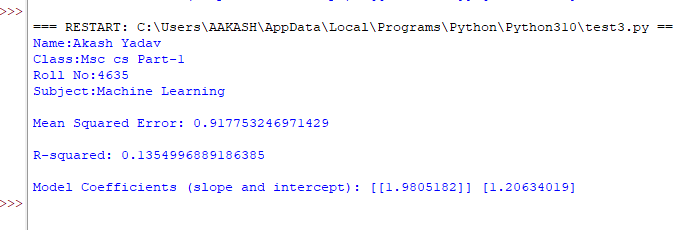 >>>
=== RESTART: C:\Users\AAKASH\AppData\Local\Programs\Python\Python310\test3.py ==
Name:Akash Yadav
Class:Msc cs Part-1
Roll No:4635
Subject:Machine Learning
Mean Squared Error: 0.917753246971429
R-squared: 0.1354996889186385
Model Coefficients (slope and intercept): [[1.9805182]] [1.20634019]
>>>